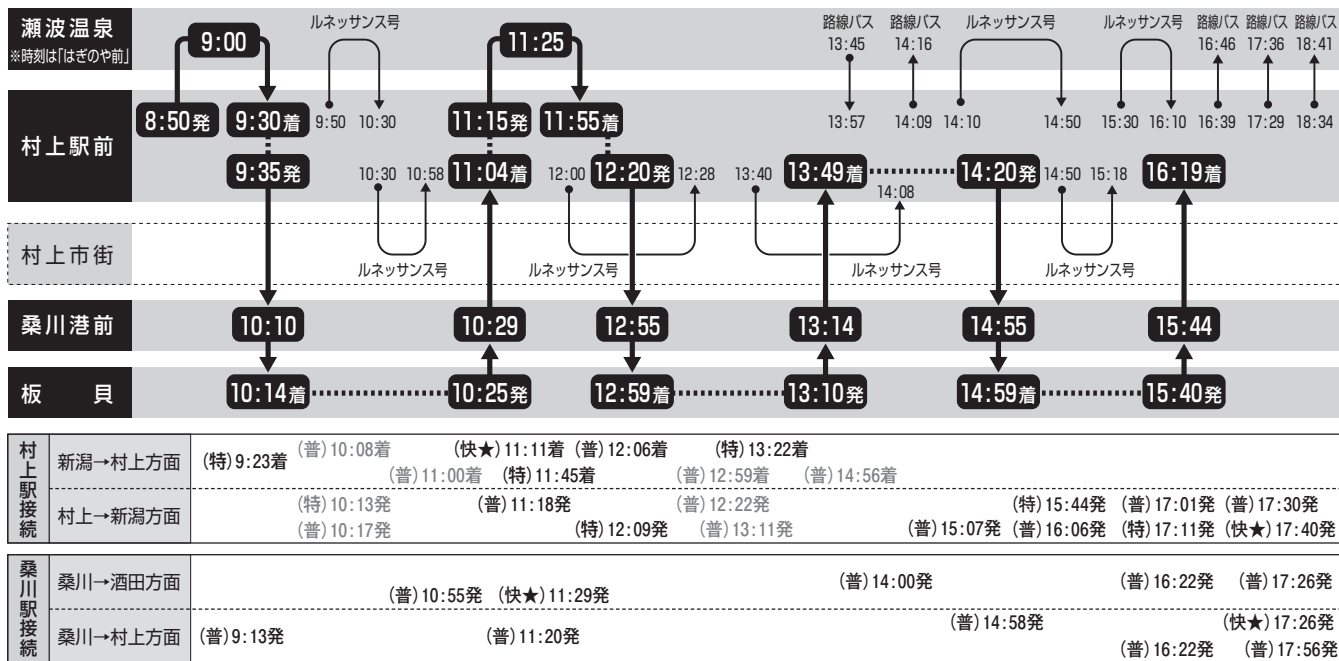 瀬波温泉
※時刻は「はぎのや前」
9:00
ルネッサンス号
11:25
路線バス
13:45
路線バス
14:16
ルネッサンス号
ルネッサンス号
路線バス
16:46
路線バス
17:36
路線バス
18:41
村上駅前
8:50発 9:30着 9:50 10:30 11:15発 11:55着 13:57 14:09 14:10 14:50 15:30 16:10 16:39 17:29 18:34
9:35発 10:30 10:58 11:04着 12:00 12:20発 12:28 13:40 13:49着 14:08 14:20発 14:50 15:18 16:19着
村上市街
ルネッサンス号 ルネッサンス号 ルネッサンス号 ルネッサンス号
桑川港前 10:10 10:29 12:55 13:14 14:55 15:44
板貝 10:14着 10:25発 12:59着 13:10発 14:59着 15:40発
村上駅接続
新潟→村上方面 (特)9:23着 (普)10:08着 (快★)11:11着 (普)12:06着 (特)13:22着
(普)11:00着 (特)11:45着 (普)12:59着 (普)14:56着
村上→新潟方面 (特)10:13発 (普)11:18発 (普)12:22発 (特)15:44発 (普)17:01発 (普)17:30発
(普)10:17発 (特)12:09発 (普)13:11発 (普)15:07発 (普)16:06発 (特)17:11発 (快★)17:40発
桑川駅接続
桑川→酒田方面 (普)10:55発 (快★)11:29発 (普)14:00発 (普)16:22発 (普)17:26発
桑川→村上方面 (普)9:13発 (普)11:20発 (普)14:58発 (快★)17:26発
(普)16:22発 (普)17:56発